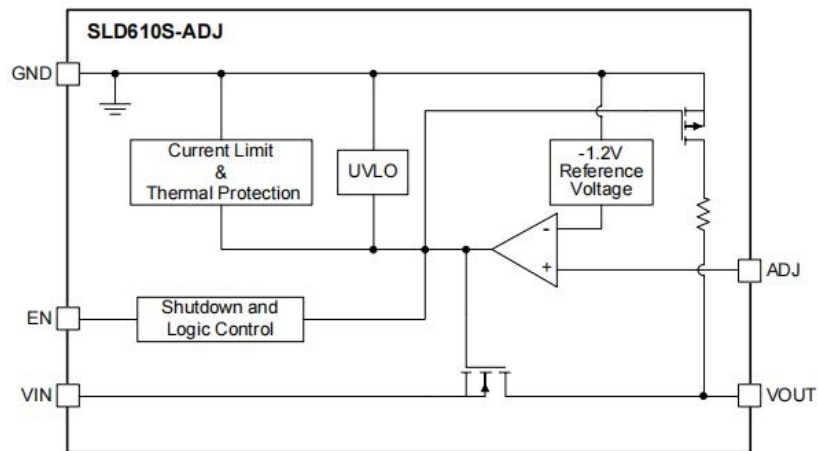 SLD610S-ADJ
GND
Current Limit
&
Thermal Protection
UVLO
-1.2V
Reference
Voltage
-
+
ADJ
EN
Shutdown and
Logic Control
VIN
VOUT